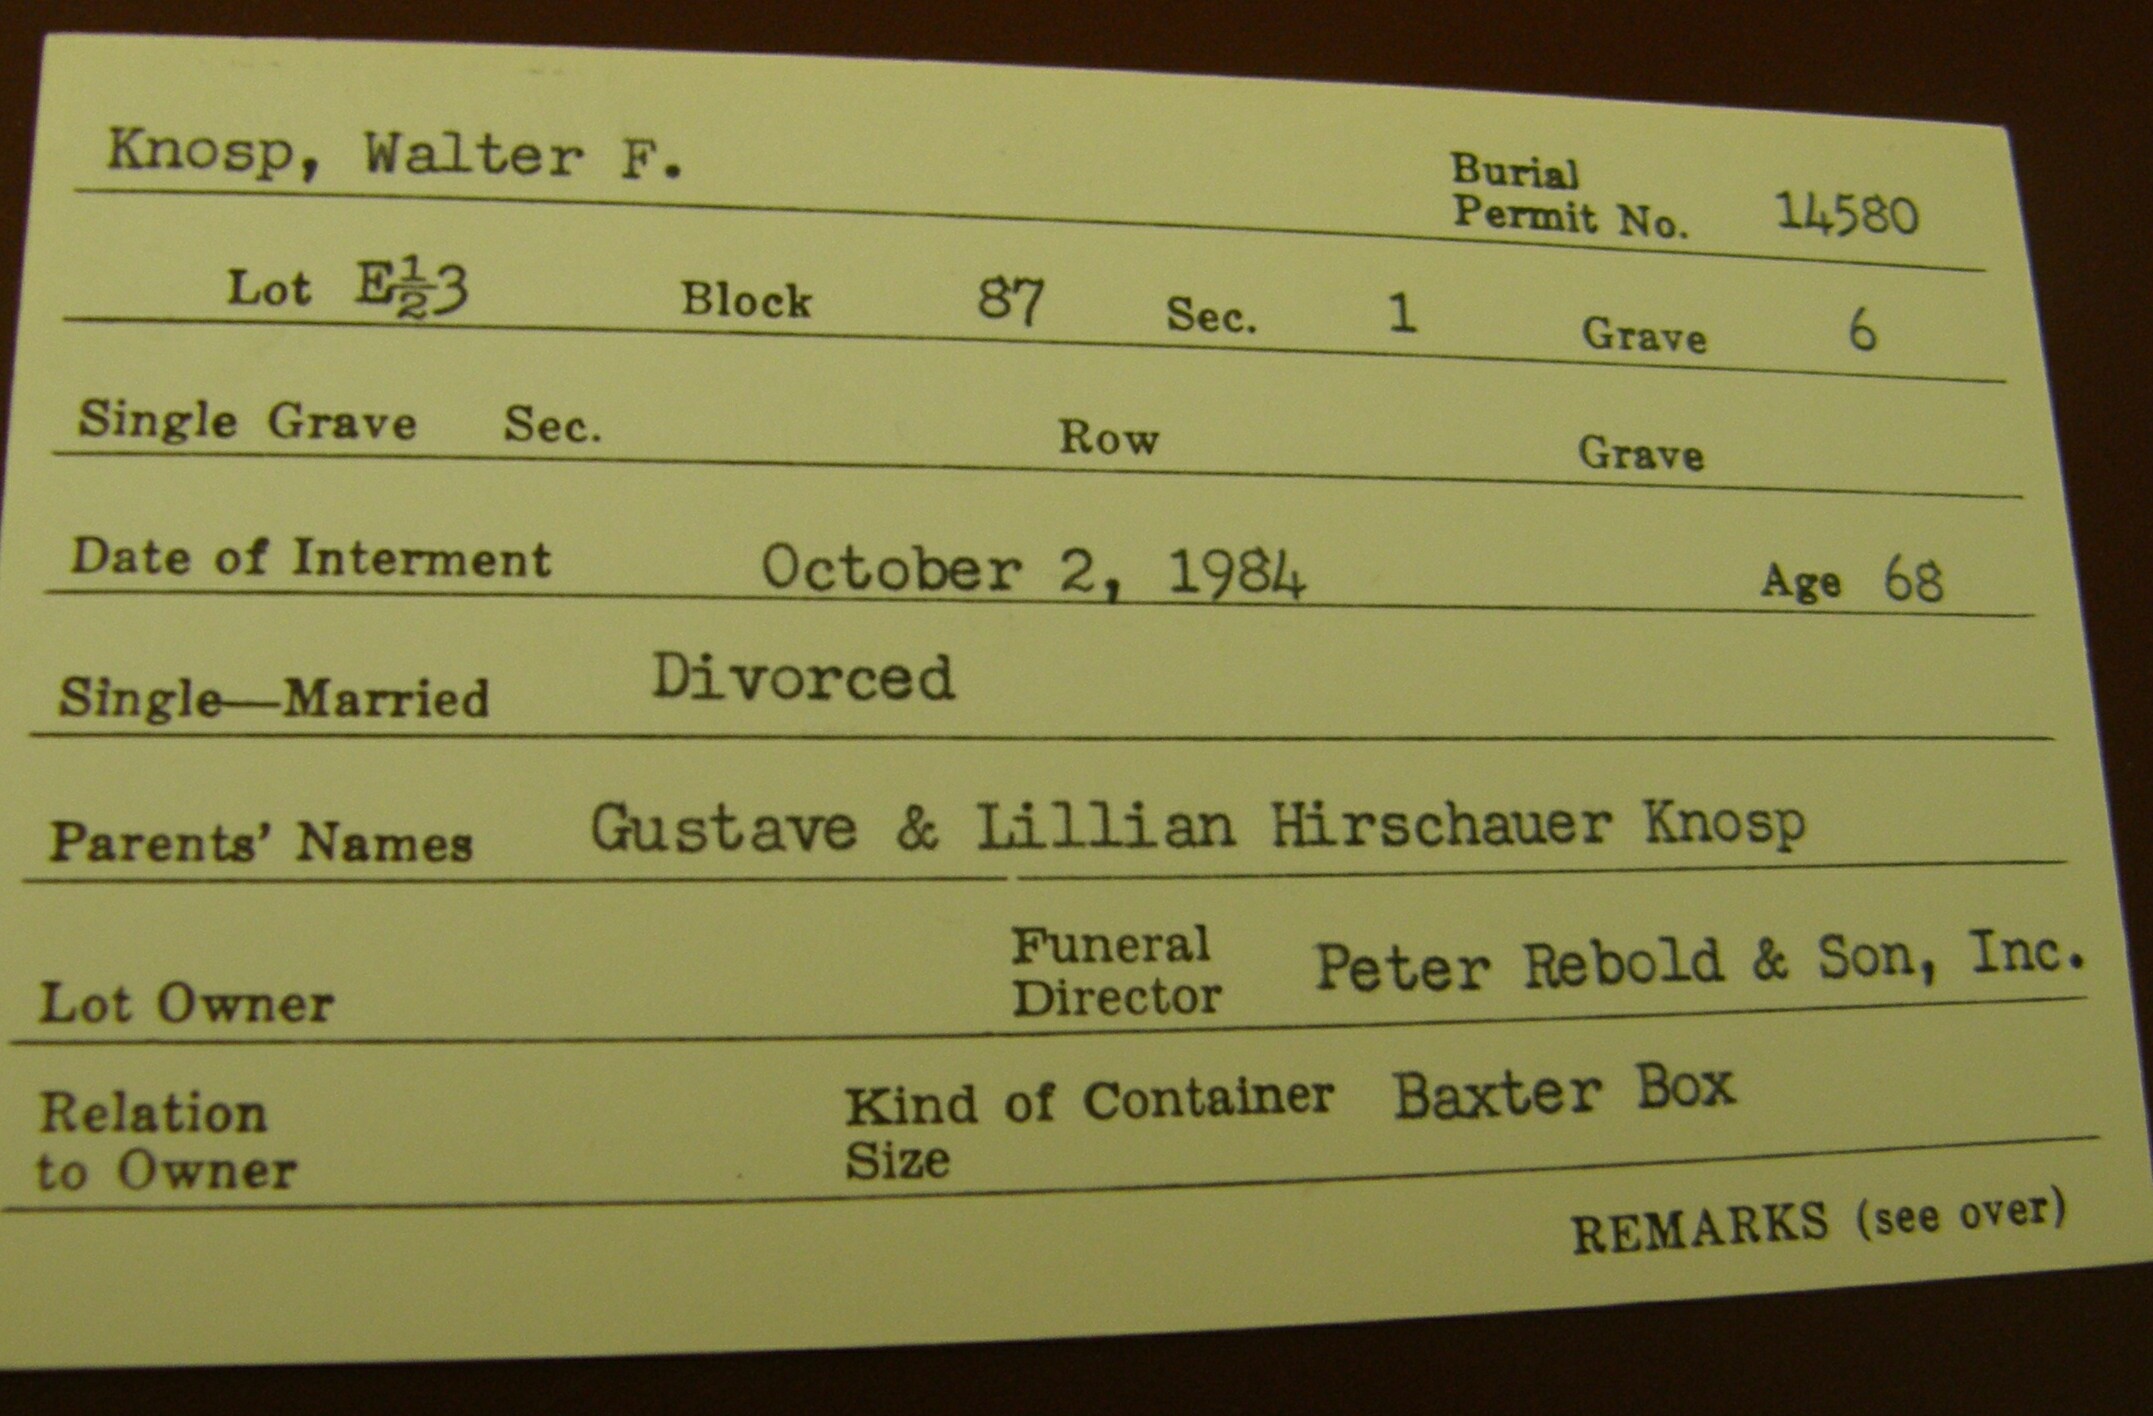 Knosp, Walter F. Burial
Permit No. 14580
Lot E½3 Block 87 Sec. 1 Grave 6
Single Grave Sec. Row Grave
Date of Interment October 2, 1984 Age 68
Single—Married Divorced
Parents' Names Gustave & Lillian Hirschauer Knosp
Lot Owner Funeral
Director Peter Rebold & Son, Inc.
Relation
to Owner Kind of Container Baxter Box
Size
REMARKS (see over)